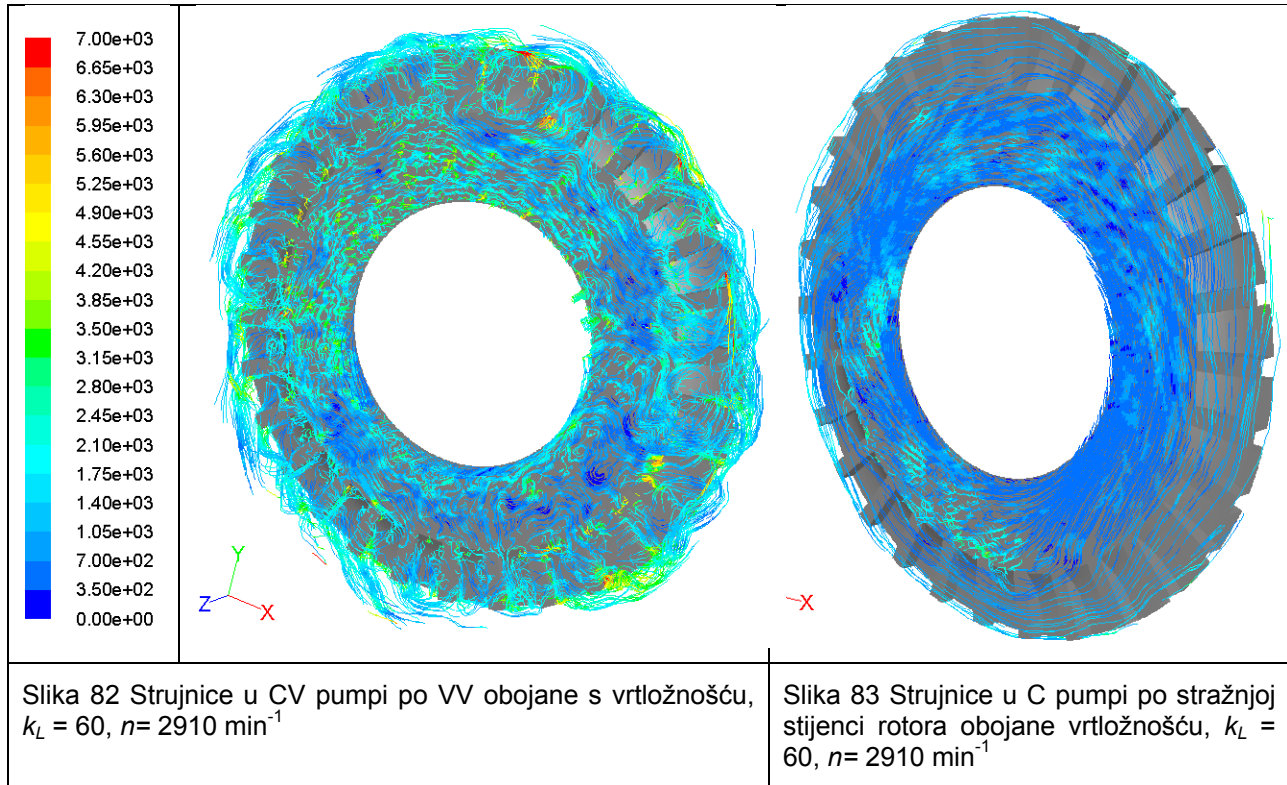 7.00e+03
6.65e+03
6.30e+03
5.95e+03
5.60e+03
5.25e+03
4.90e+03
4.55e+03
4.20e+03
3.85e+03
3.50e+03
3.15e+03
2.80e+03
2.45e+03
2.10e+03
1.75e+03
1.40e+03
1.05e+03
7.00e+02
3.50e+02
0.00e+00
Y
Z
X
X
Slika 82 Strujnice u CV pumpi po VV obojane s vrtložnošću,
k_L = 60, n= 2910 min⁻¹
Slika 83 Strujnice u C pumpi po stražnjoj
stijenci rotora obojane vrtložnošću, k_L =
60, n= 2910 min⁻¹